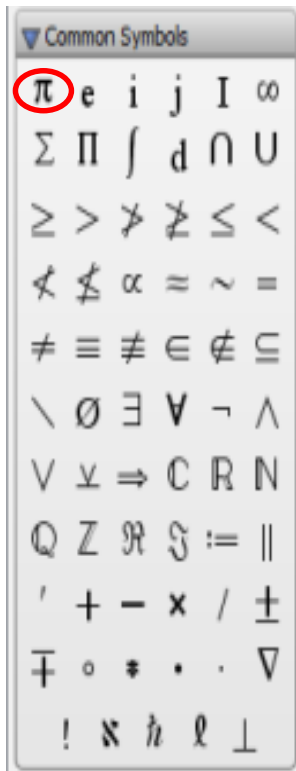 Common Symbols
π e i j I ∞
Σ Π ∫ d ∩ ∪
≥ > ≯ ≱ ≤ <
≮ ≰ ∝ ≈ ~ =
≠ ≡ ≢ ∈ ∉ ⊆
\ Ø ∃ ∀ ¬ ∧
∨ ⊻ ⇒ ℂ ℝ ℕ
ℚ ℤ ℜ ℑ := ‖
′ + − × / ±
∓ ∘ * • · ∇
! ℵ ℏ ℓ ⊥